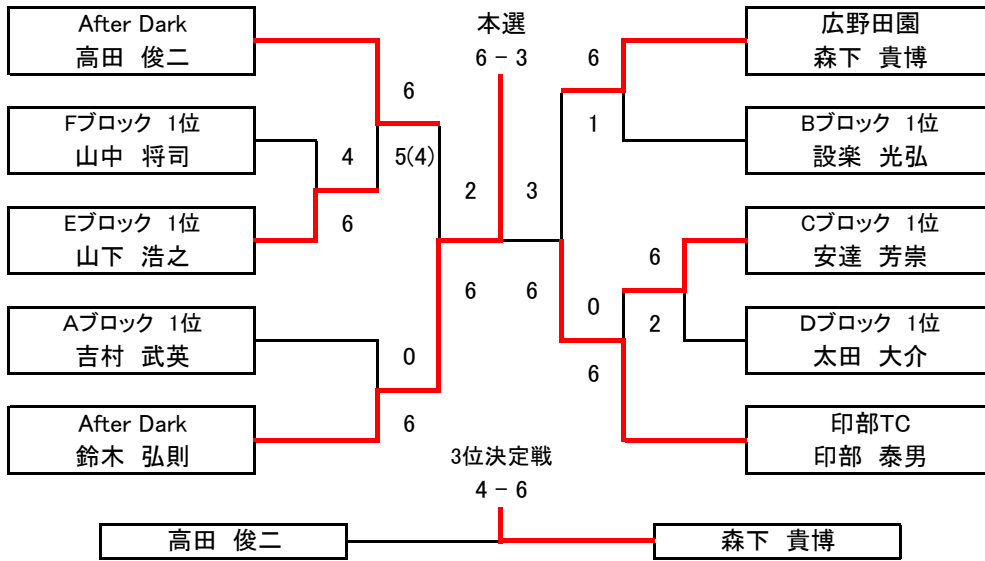 After Dark
高田 俊二
Fブロック 1位
山中 将司
Eブロック 1位
山下 浩之
Aブロック 1位
吉村 武英
After Dark
鈴木 弘則
6
4
5(4)
6
0
6
2
6
本選
6 − 3
3
6
6
1
6
0
2
6
広野田園
森下 貴博
Bブロック 1位
設楽 光弘
Cブロック 1位
安達 芳崇
Dブロック 1位
太田 大介
印部TC
印部 泰男
3位決定戦
4 − 6
高田 俊二
森下 貴博